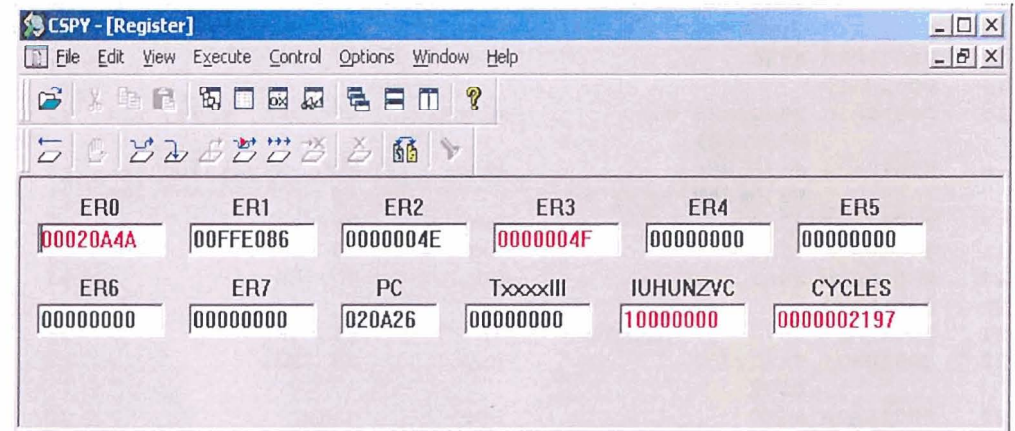 CSPY - [Register]
File Edit View Execute Control Options Window Help
ER0 ER1 ER2 ER3 ER4 ER5
00020A4A 00FFE086 0000004E 0000004F 00000000 00000000
ER6 ER7 PC TxxxxIII IUHUNZVC CYCLES
00000000 00000000 020A26 00000000 10000000 0000002197